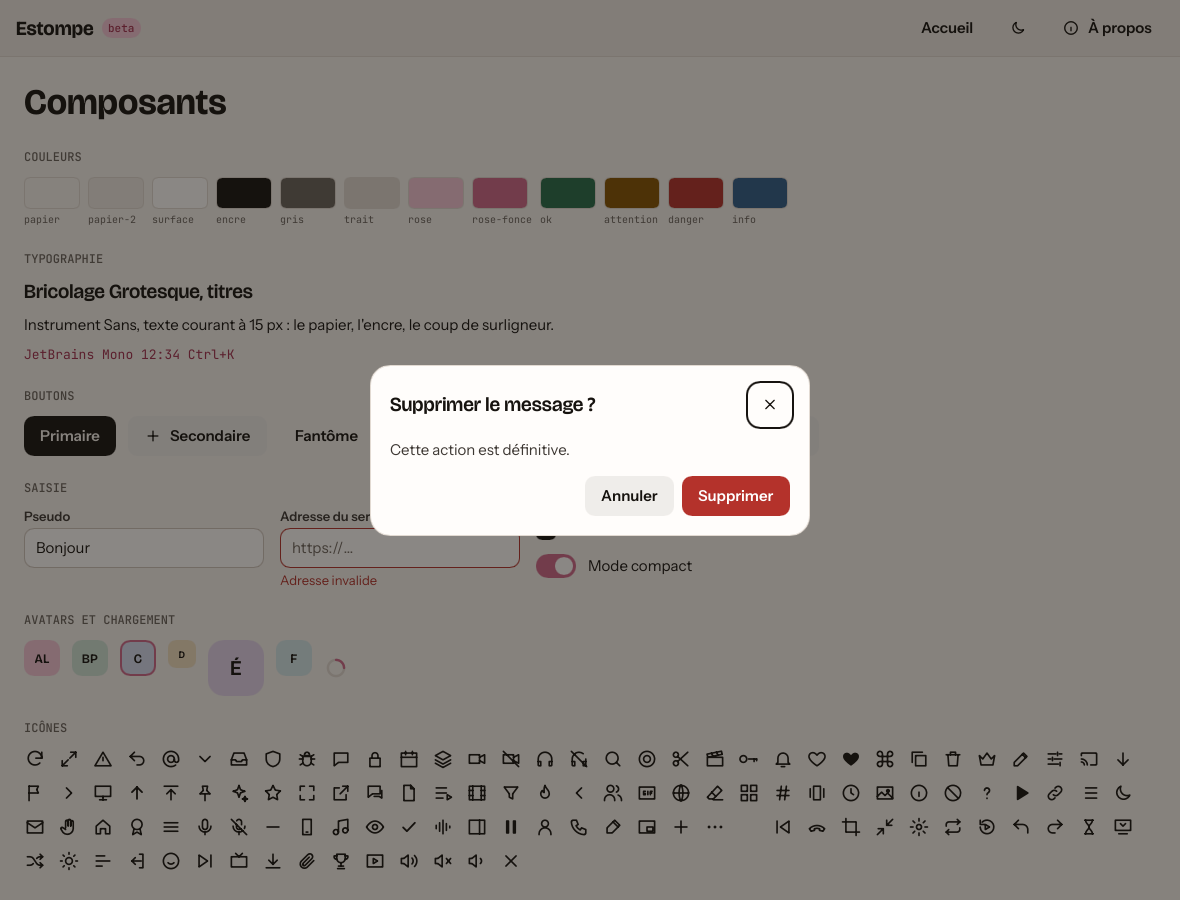 Estompe beta
Accueil
À propos
Composants
COULEURS
papier papier-2 surface encre gris trait rose rose-fonce ok attention danger info
TYPOGRAPHIE
Bricolage Grotesque, titres
Instrument Sans, texte courant à 15 px : le papier, l'encre, le coup de surligneur.
JetBrains Mono 12:34 Ctrl+K
BOUTONS
Primaire
Secondaire
Fantôme
Supprimer le message ?
Cette action est définitive.
Annuler
Supprimer
SAISIE
Pseudo
Bonjour
Adresse du ser
https://…
Adresse invalide
Mode compact
AVATARS ET CHARGEMENT
AL BP C D É F
ICÔNES
GIF